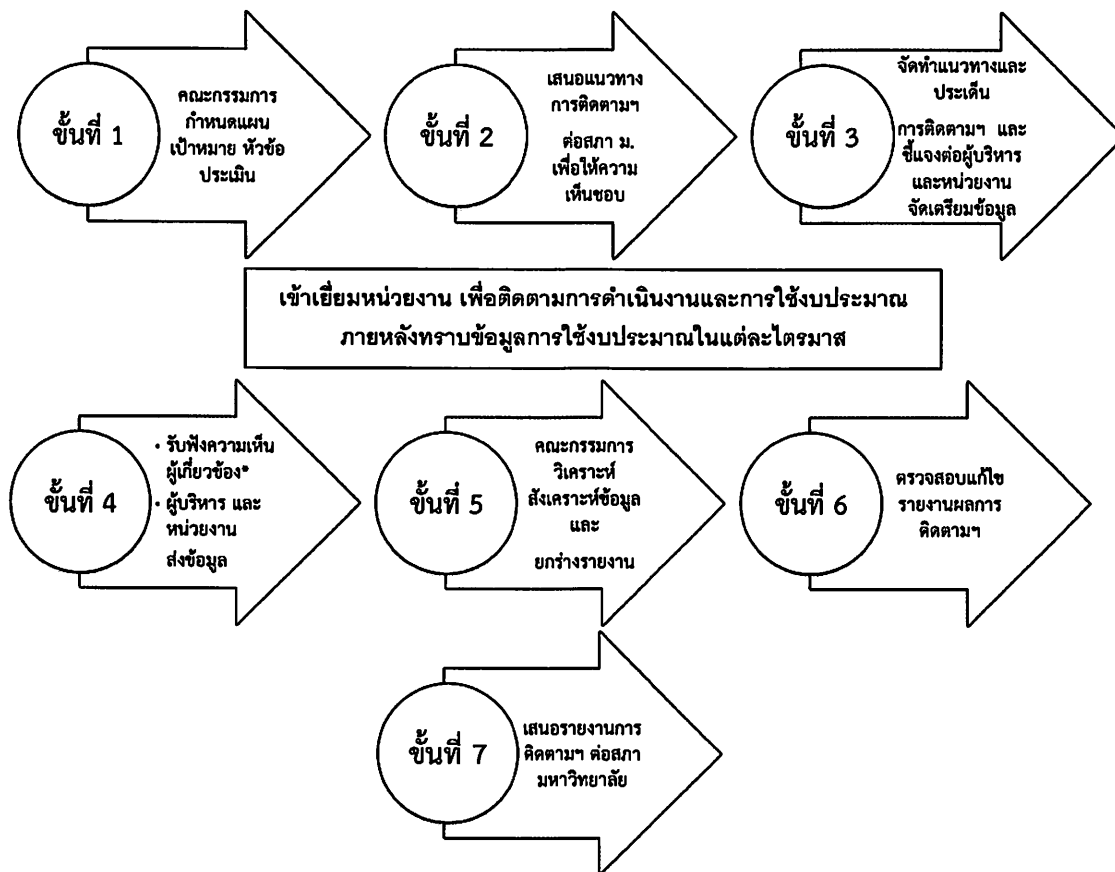 ขั้นที่ 1
คณะกรรมการ
กำหนดแผน
เป้าหมาย หัวข้อ
ประเมิน
ขั้นที่ 2
เสนอแนวทาง
การติดตามฯ
ต่อสภา ม.
เพื่อให้ความ
เห็นชอบ
ขั้นที่ 3
จัดทำแนวทางและ
ประเด็น
การติดตามฯ และ
ชี้แจงต่อผู้บริหาร
และหน่วยงาน
จัดเตรียมข้อมูล
เข้าเยี่ยมหน่วยงาน เพื่อติดตามการดำเนินงานและการใช้งบประมาณ
ภายหลังทราบข้อมูลการใช้งบประมาณในแต่ละไตรมาส
ขั้นที่ 4
• รับฟังความเห็น
ผู้เกี่ยวข้อง*
• ผู้บริหาร และ
หน่วยงาน
ส่งข้อมูล
ขั้นที่ 5
คณะกรรมการ
วิเคราะห์
สังเคราะห์ข้อมูล
และ
ยกร่างรายงาน
ขั้นที่ 6
ตรวจสอบแก้ไข
รายงานผลการ
ติดตามฯ
ขั้นที่ 7
เสนอรายงานการ
ติดตามฯ ต่อสภา
มหาวิทยาลัย